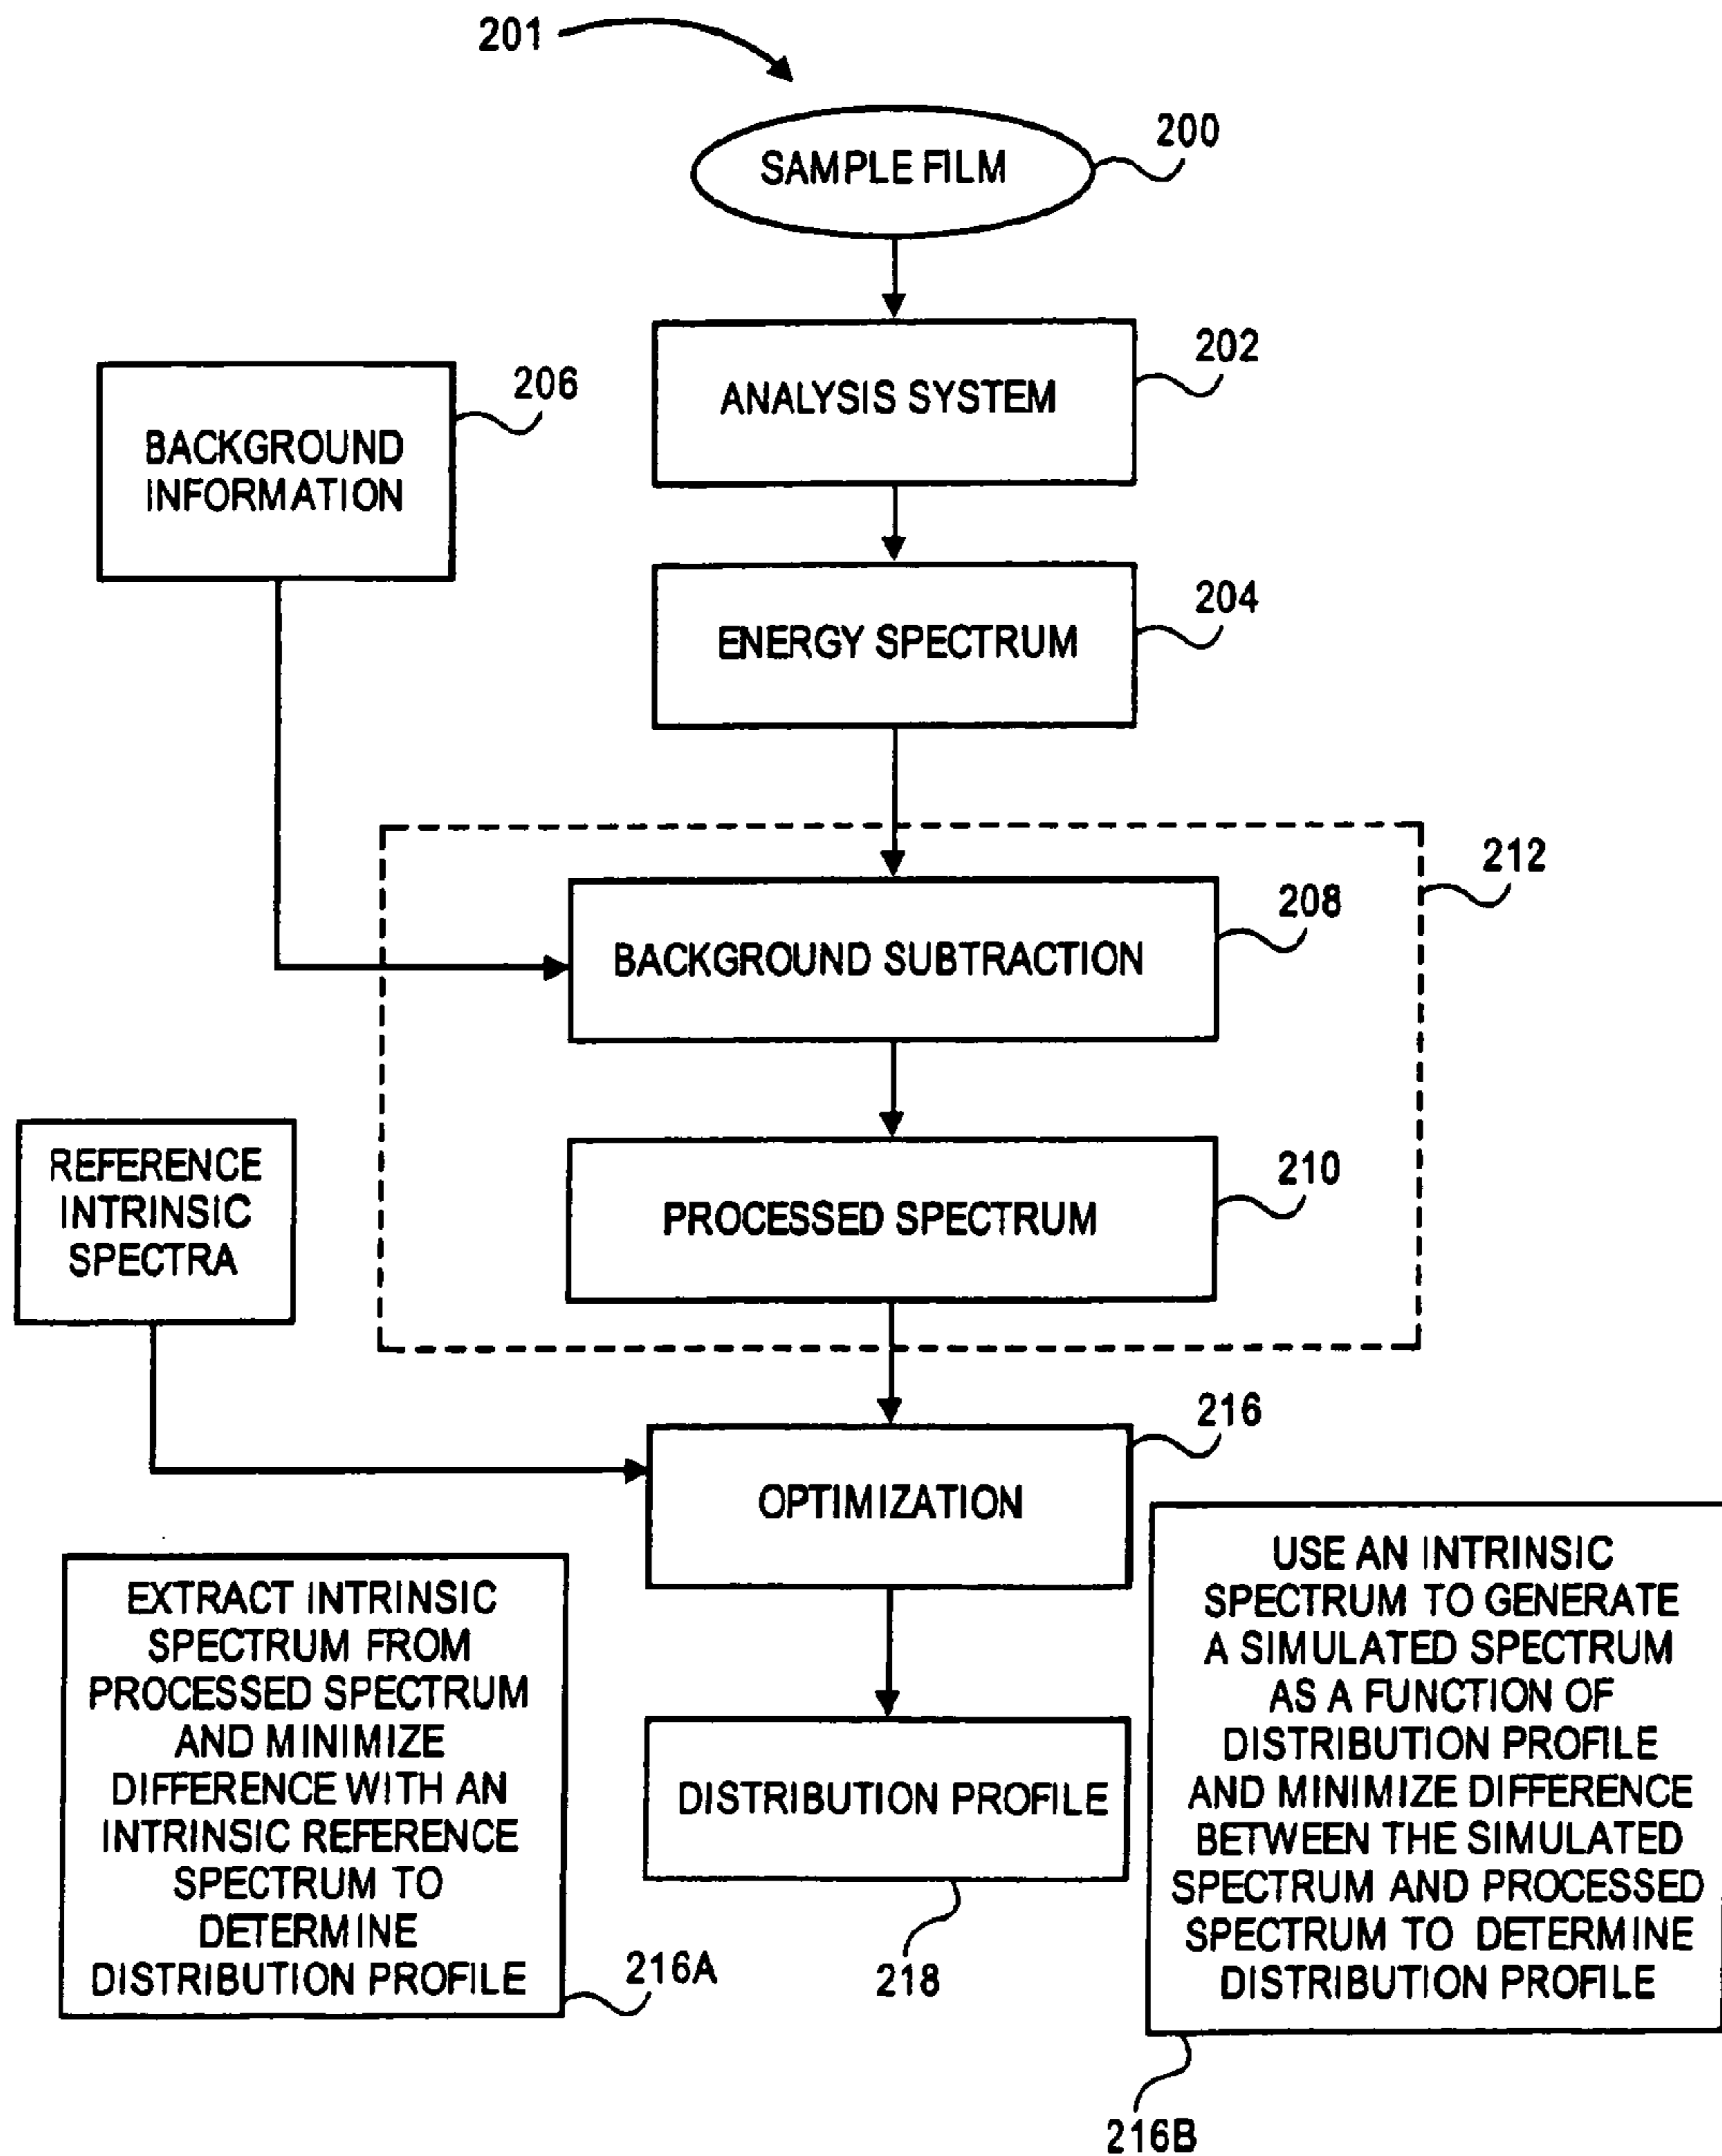 201
SAMPLE FILM
200
ANALYSIS SYSTEM
202
BACKGROUND
INFORMATION
206
ENERGY SPECTRUM
204
212
BACKGROUND SUBTRACTION
208
REFERENCE
INTRINSIC
SPECTRA
PROCESSED SPECTRUM
210
OPTIMIZATION
216
EXTRACT INTRINSIC
SPECTRUM FROM
PROCESSED SPECTRUM
AND MINIMIZE
DIFFERENCE WITH AN
INTRINSIC REFERENCE
SPECTRUM TO
DETERMINE
DISTRIBUTION PROFILE
216A
DISTRIBUTION PROFILE
218
USE AN INTRINSIC
SPECTRUM TO GENERATE
A SIMULATED SPECTRUM
AS A FUNCTION OF
DISTRIBUTION PROFILE
AND MINIMIZE DIFFERENCE
BETWEEN THE SIMULATED
SPECTRUM AND PROCESSED
SPECTRUM TO DETERMINE
DISTRIBUTION PROFILE
216B